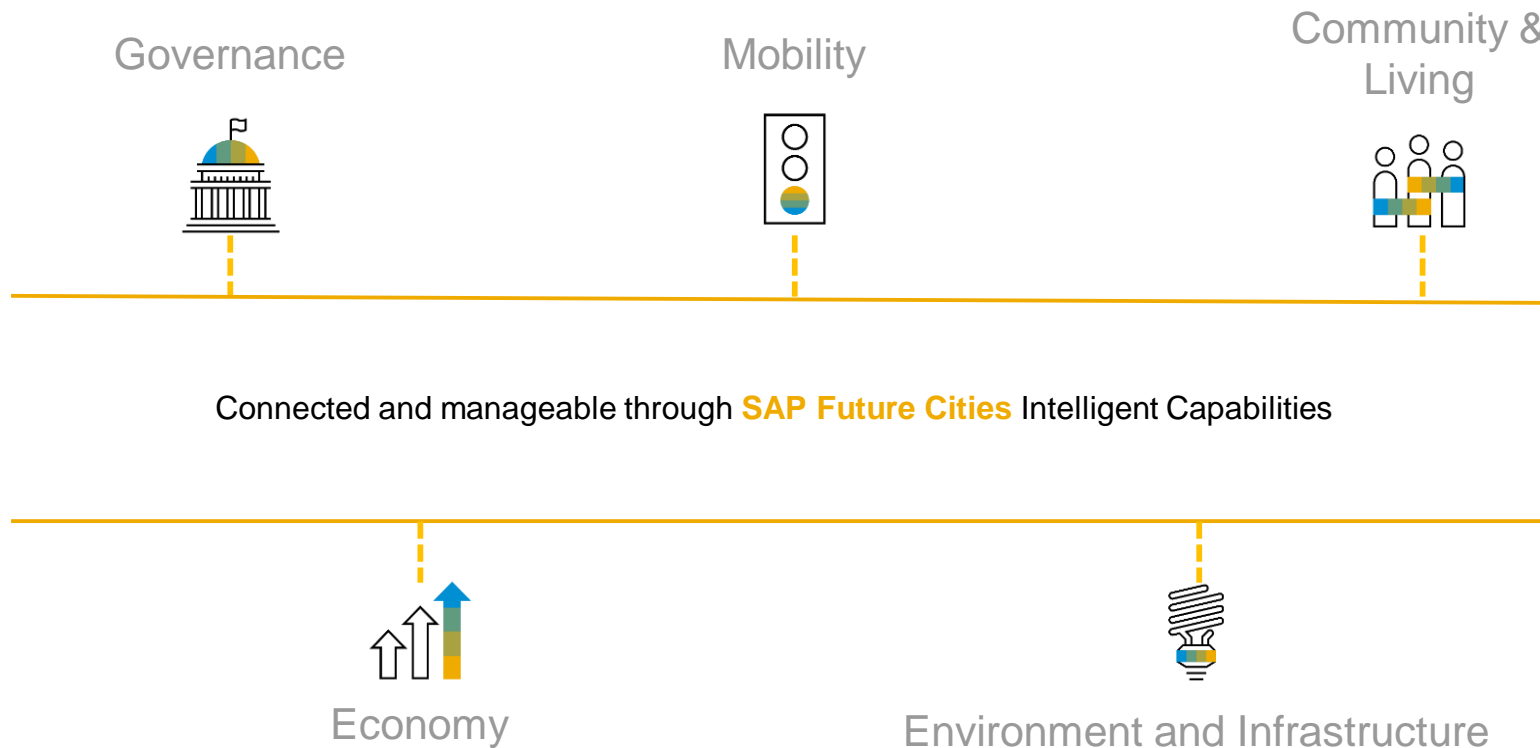 Governance
Mobility
Community &
Living
Connected and manageable through SAP Future Cities Intelligent Capabilities
Economy
Environment and Infrastructure